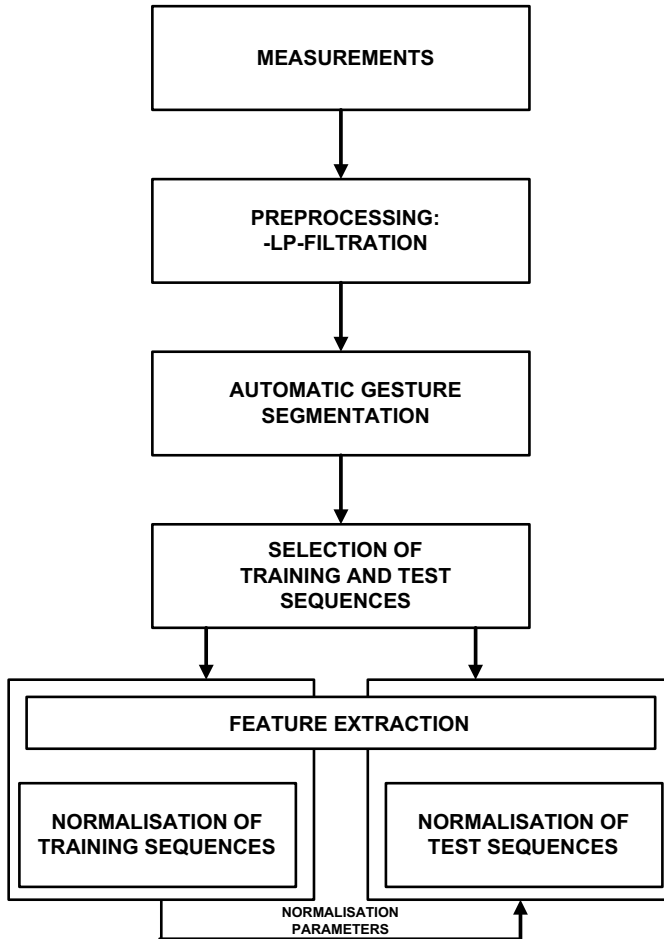 MEASUREMENTS
PREPROCESSING:
-LP-FILTRATION
AUTOMATIC GESTURE
SEGMENTATION
SELECTION OF
TRAINING AND TEST
SEQUENCES
FEATURE EXTRACTION
NORMALISATION OF
TRAINING SEQUENCES
NORMALISATION OF
TEST SEQUENCES
NORMALISATION
PARAMETERS